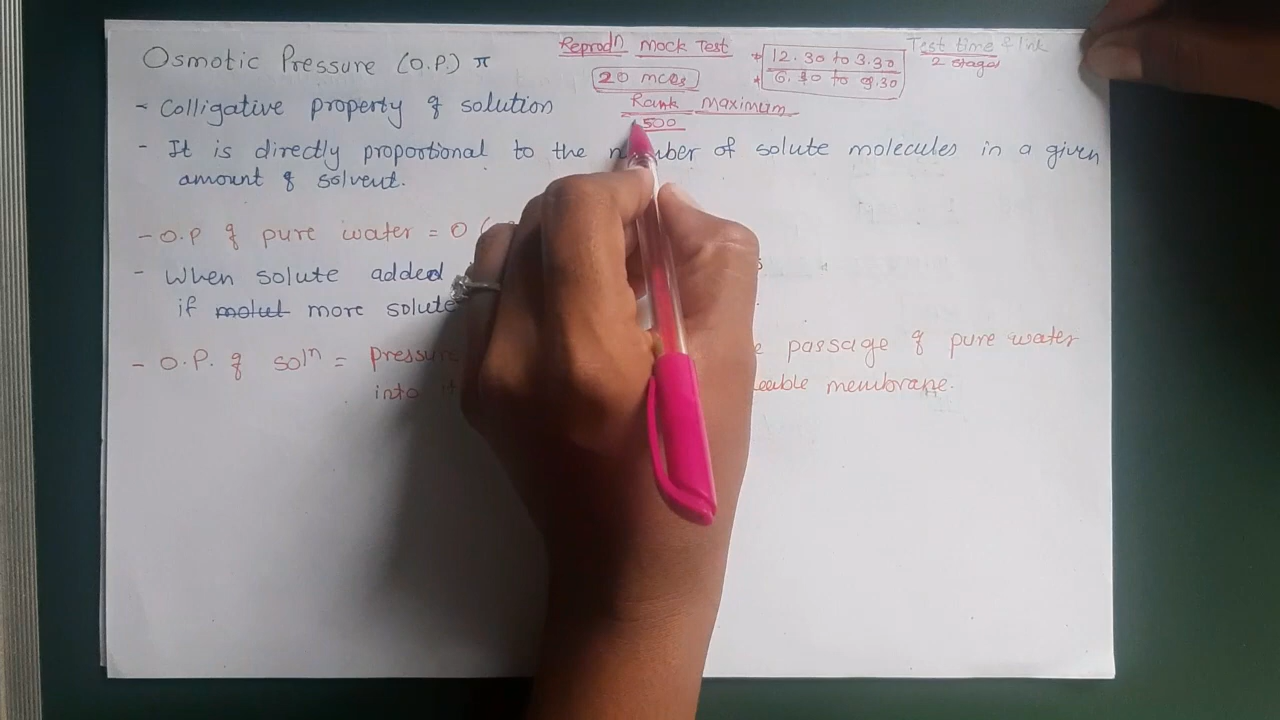 Osmotic Pressure (O.P) π
Reprodⁿ Mock Test
20 MCQs
Rank Maximum
500
* 12.30 to 3.30
* 6.30 to 9.30
Test time & link
2 stages
- Colligative property of solution
- It is directly proportional to the number of solute molecules in a given
amount of solvent.
- O.P of pure water = 0 (
- When solute added
if more solute
- O.P. of solⁿ = pressure passage of pure water
into membrane.